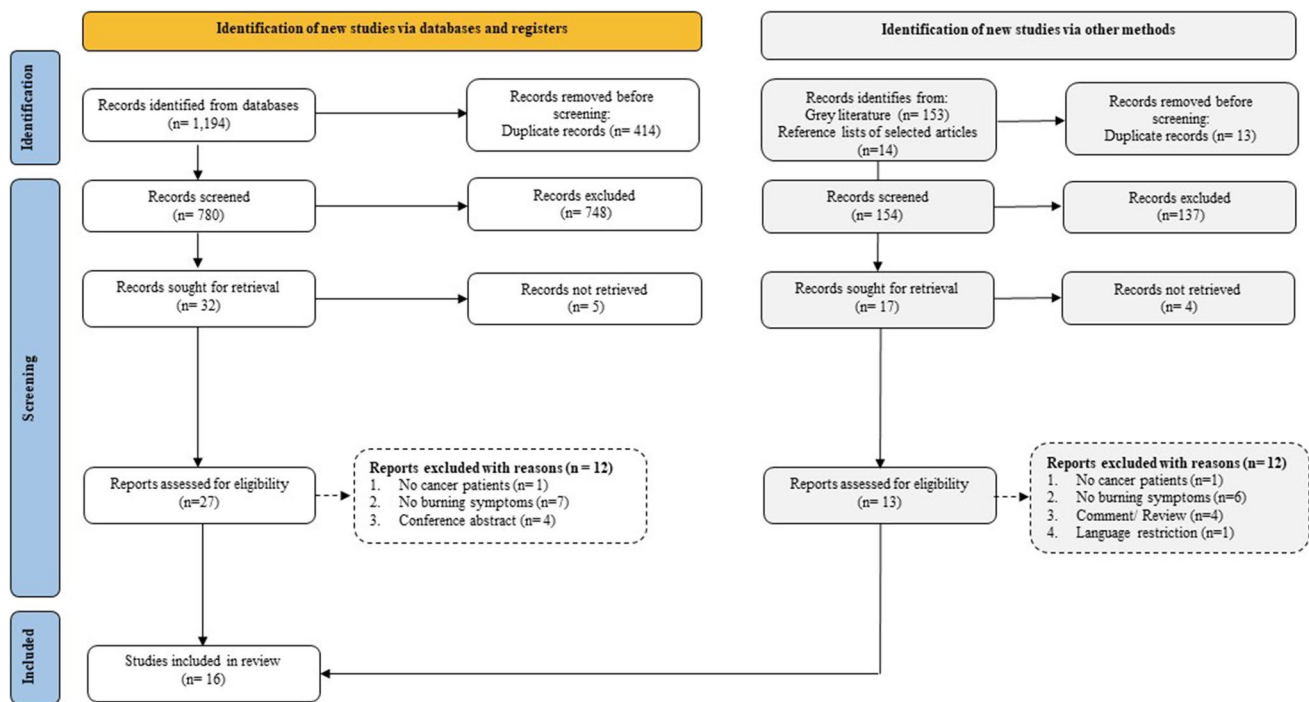 Identification of new studies via databases and registers
Identification of new studies via other methods
Identification
Records identified from databases
(n= 1,194)
Records removed before
screening:
Duplicate records (n= 414)
Records identifies from:
Grey literature (n= 153)
Reference lists of selected articles
(n=14)
Records removed before
screening:
Duplicate records (n= 13)
Screening
Records screened
(n= 780)
Records excluded
(n= 748)
Records screened
(n= 154)
Records excluded
(n=137)
Records sought for retrieval
(n= 32)
Records not retrieved
(n= 5)
Records sought for retrieval
(n= 17)
Records not retrieved
(n= 4)
Reports assessed for eligibility
(n=27)
Reports excluded with reasons (n = 12)
1. No cancer patients (n= 1)
2. No burning symptoms (n=7)
3. Conference abstract (n= 4)
Reports assessed for eligibility
(n= 13)
Reports excluded with reasons (n= 12)
1. No cancer patients (n=1)
2. No burning symptoms (n=6)
3. Comment/ Review (n=4)
4. Language restriction (n=1)
Included
Studies included in review
(n= 16)